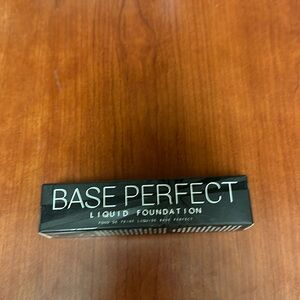 BASE PERFECT
LIQUID FOUNDATION
FOND DE TEINT LIQUIDE BASE PERFECT